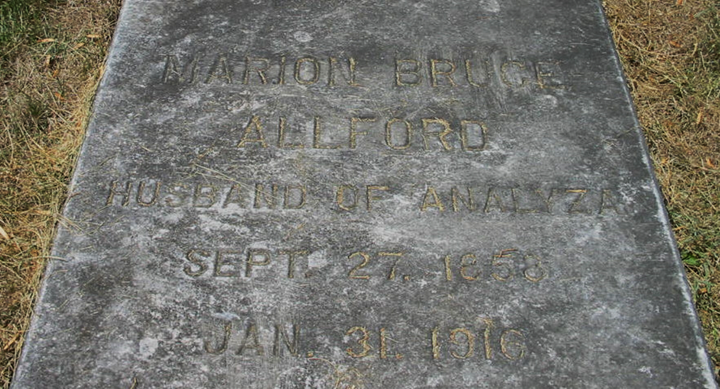 MARION BRUCE
ALLFORD
HUSBAND OF ANALYZA
SEPT. 27, 1858
JAN. 31, 1916